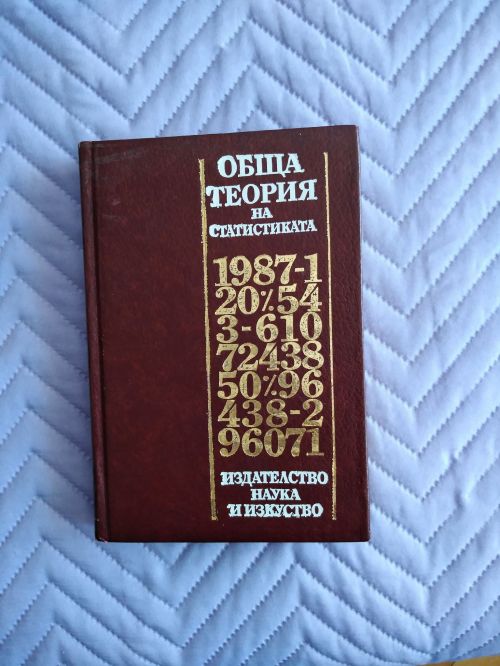 ОБЩА
ТЕОРИЯ
НА
СТАТИСТИКАТА
1987-1
20%54
3-610
72438
50%96
438-2
96071
ИЗДАТЕЛСТВО
НАУКА
И ИЗКУСТВО